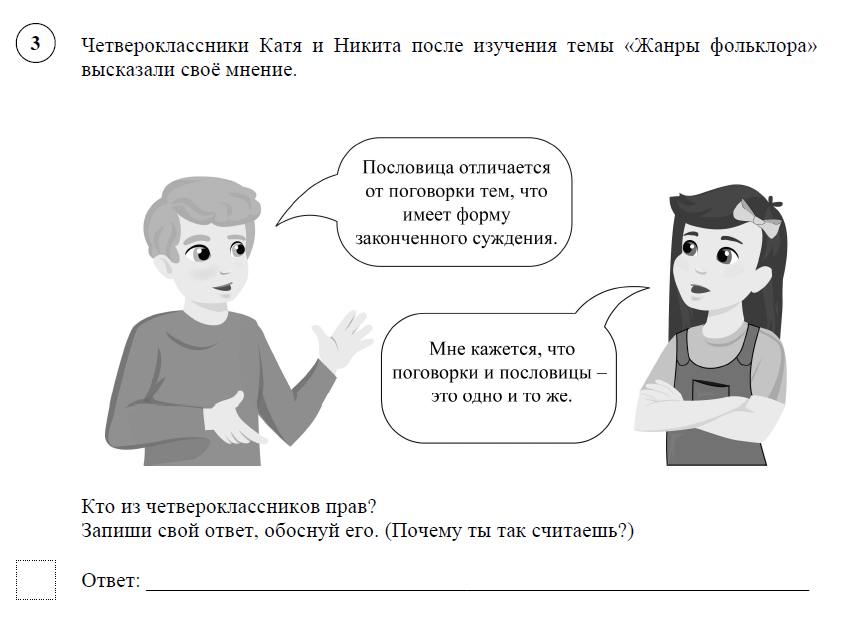 3
Четвероклассники Катя и Никита после изучения темы «Жанры фольклора»
высказали своё мнение.
Пословица отличается
от поговорки тем, что
имеет форму
законченного суждения.
Мне кажется, что
поговорки и пословицы –
это одно и то же.
Кто из четвероклассников прав?
Запиши свой ответ, обоснуй его. (Почему ты так считаешь?)
Ответ: